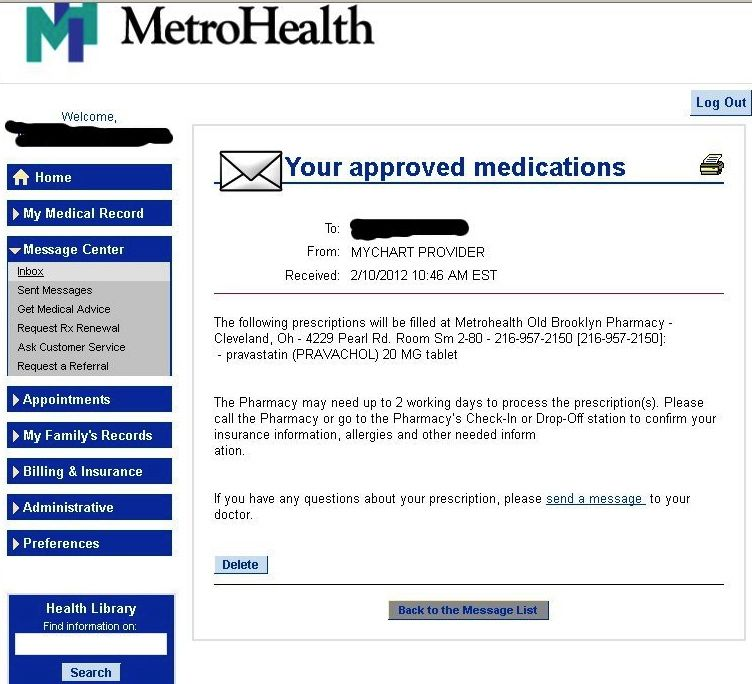 MetroHealth
Log Out
Welcome,
Home
My Medical Record
Message Center
Inbox
Sent Messages
Get Medical Advice
Request Rx Renewal
Ask Customer Service
Request a Referral
Appointments
My Family's Records
Billing & Insurance
Administrative
Preferences
Health Library
Find information on:
Search
Your approved medications
To:
From: MYCHART PROVIDER
Received: 2/10/2012 10:46 AM EST
The following prescriptions will be filled at Metrohealth Old Brooklyn Pharmacy -
Cleveland, Oh - 4229 Pearl Rd. Room Sm 2-80 - 216-957-2150 [216-957-2150]:
- pravastatin (PRAVACHOL) 20 MG tablet
The Pharmacy may need up to 2 working days to process the prescription(s). Please
call the Pharmacy or go to the Pharmacy's Check-In or Drop-Off station to confirm your
insurance information, allergies and other needed inform
ation.
If you have any questions about your prescription, please send a message to your
doctor.
Delete
Back to the Message List